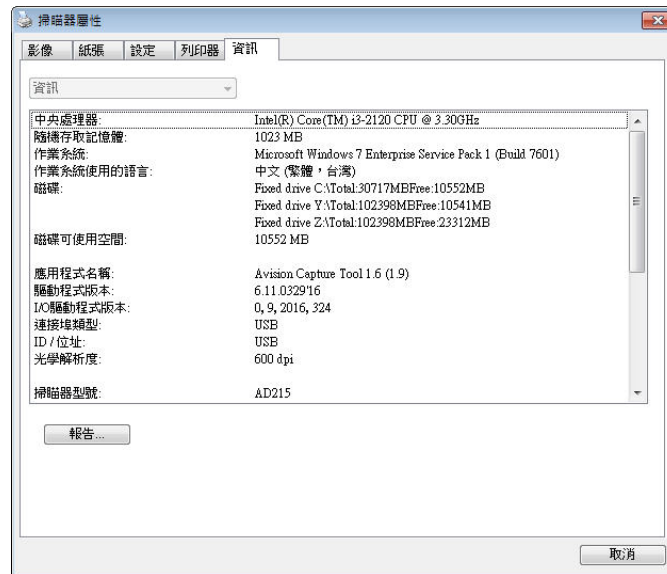 掃瞄器屬性
影像 紙張 設定 列印器 資訊
資訊
中央處理器: Intel(R) Core(TM) i3-2120 CPU @ 3.30GHz
隨機存取記憶體: 1023 MB
作業系統: Microsoft Windows 7 Enterprise Service Pack 1 (Build 7601)
作業系統使用的語言: 中文 (繁體，台灣)
磁碟: Fixed drive C:\Total:30717MBFree:10552MB
Fixed drive Y:\Total:102398MBFree:10541MB
Fixed drive Z:\Total:102398MBFree:23312MB
磁碟可使用空間: 10552 MB
應用程式名稱: Avision Capture Tool 1.6 (1.9)
驅動程式版本: 6.11.0329'16
I/O驅動程式版本: 0, 9, 2016, 324
連接埠類型: USB
ID / 位址: USB
光學解析度: 600 dpi
掃瞄器型號: AD215
報告...
取消